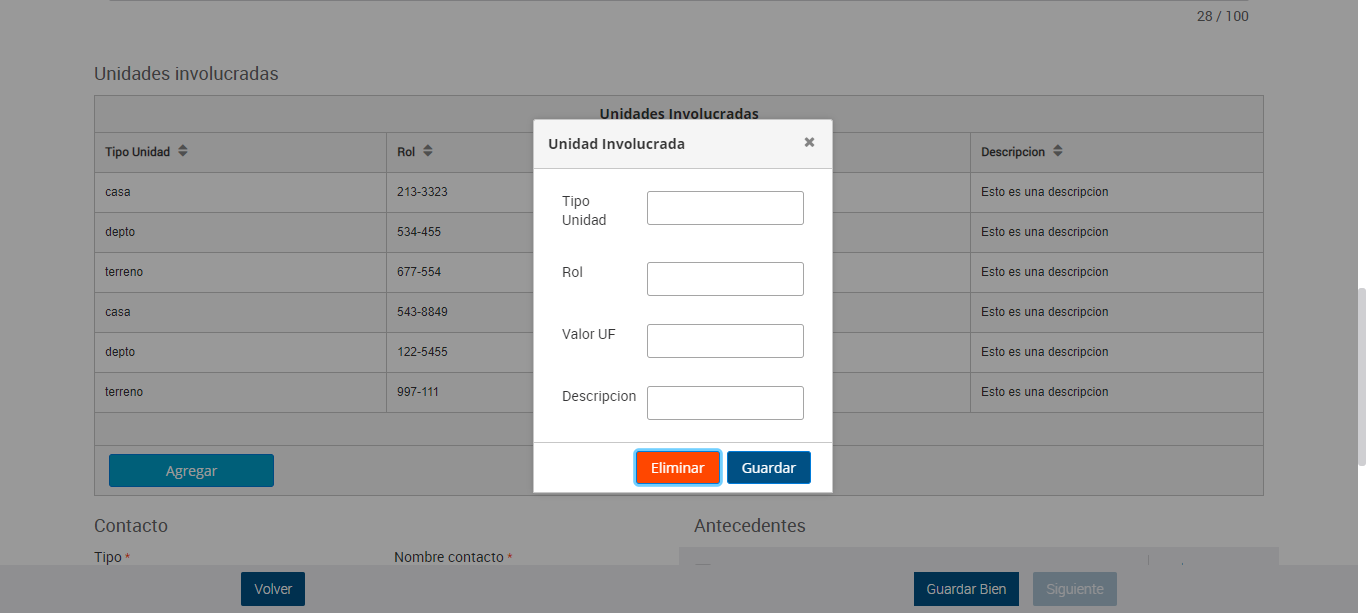 28 / 100
Unidades involucradas
Unidades Involucradas
Tipo Unidad Rol Descripcion
casa 213-3323 Esto es una descripcion
depto 534-455 Esto es una descripcion
terreno 677-554 Esto es una descripcion
casa 543-8849 Esto es una descripcion
depto 122-5455 Esto es una descripcion
terreno 997-111 Esto es una descripcion
Agregar
Unidad Involucrada
Tipo
Unidad
Rol
Valor UF
Descripcion
Eliminar Guardar
Contacto
Tipo * Nombre contacto *
Antecedentes
Volver Guardar Bien Siguiente